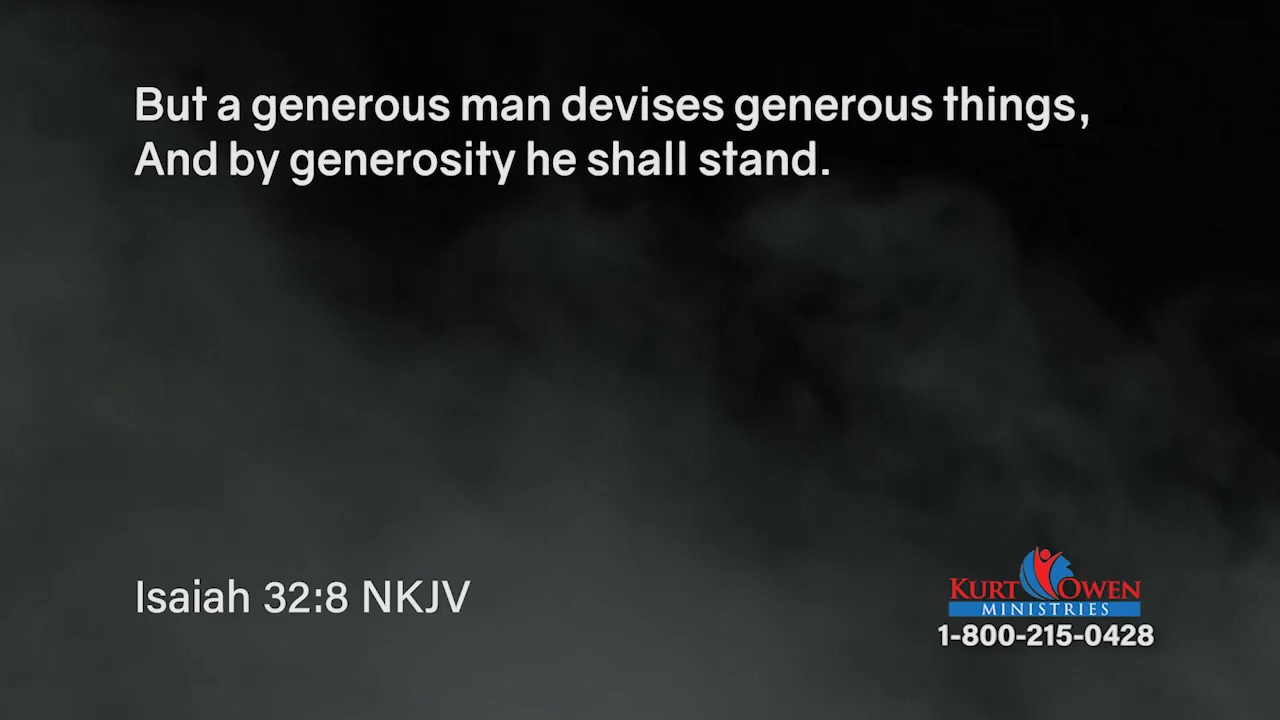 But a generous man devises generous things,
And by generosity he shall stand.
Isaiah 32:8 NKJV
KURT OWEN
MINISTRIES
1-800-215-0428